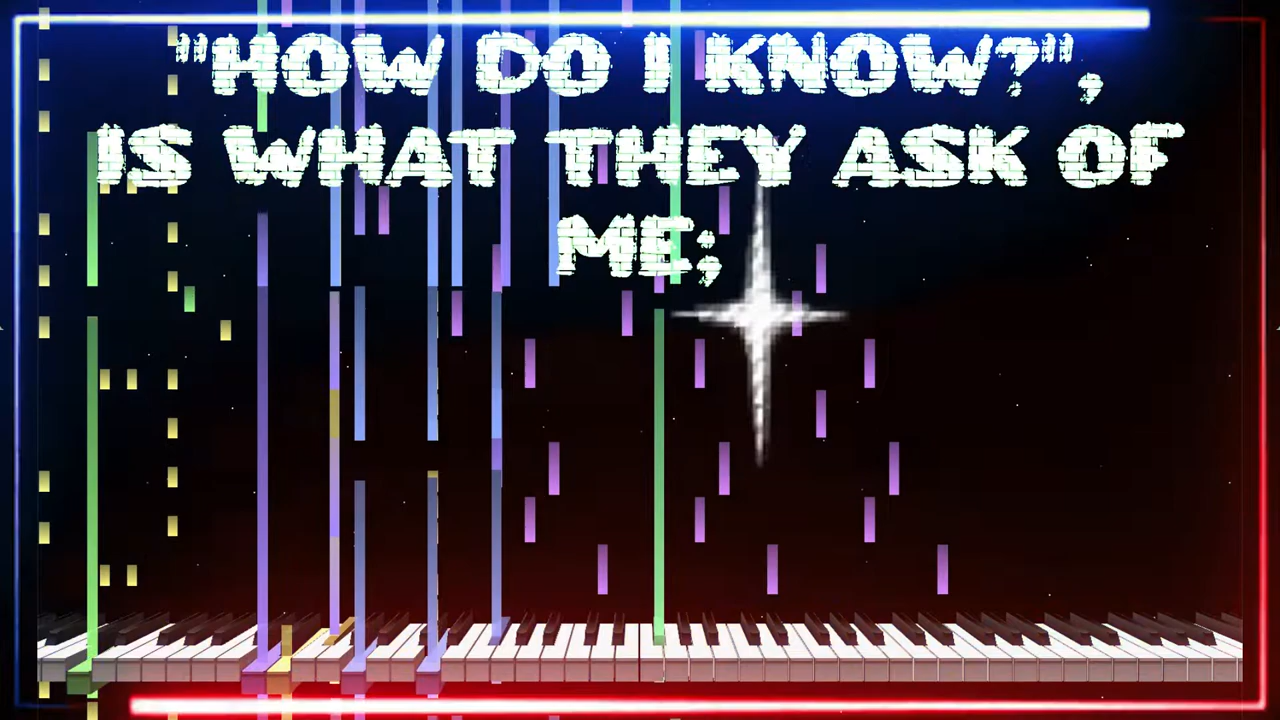 "HOW DO I KNOW?",
IS WHAT THEY ASK OF
ME;